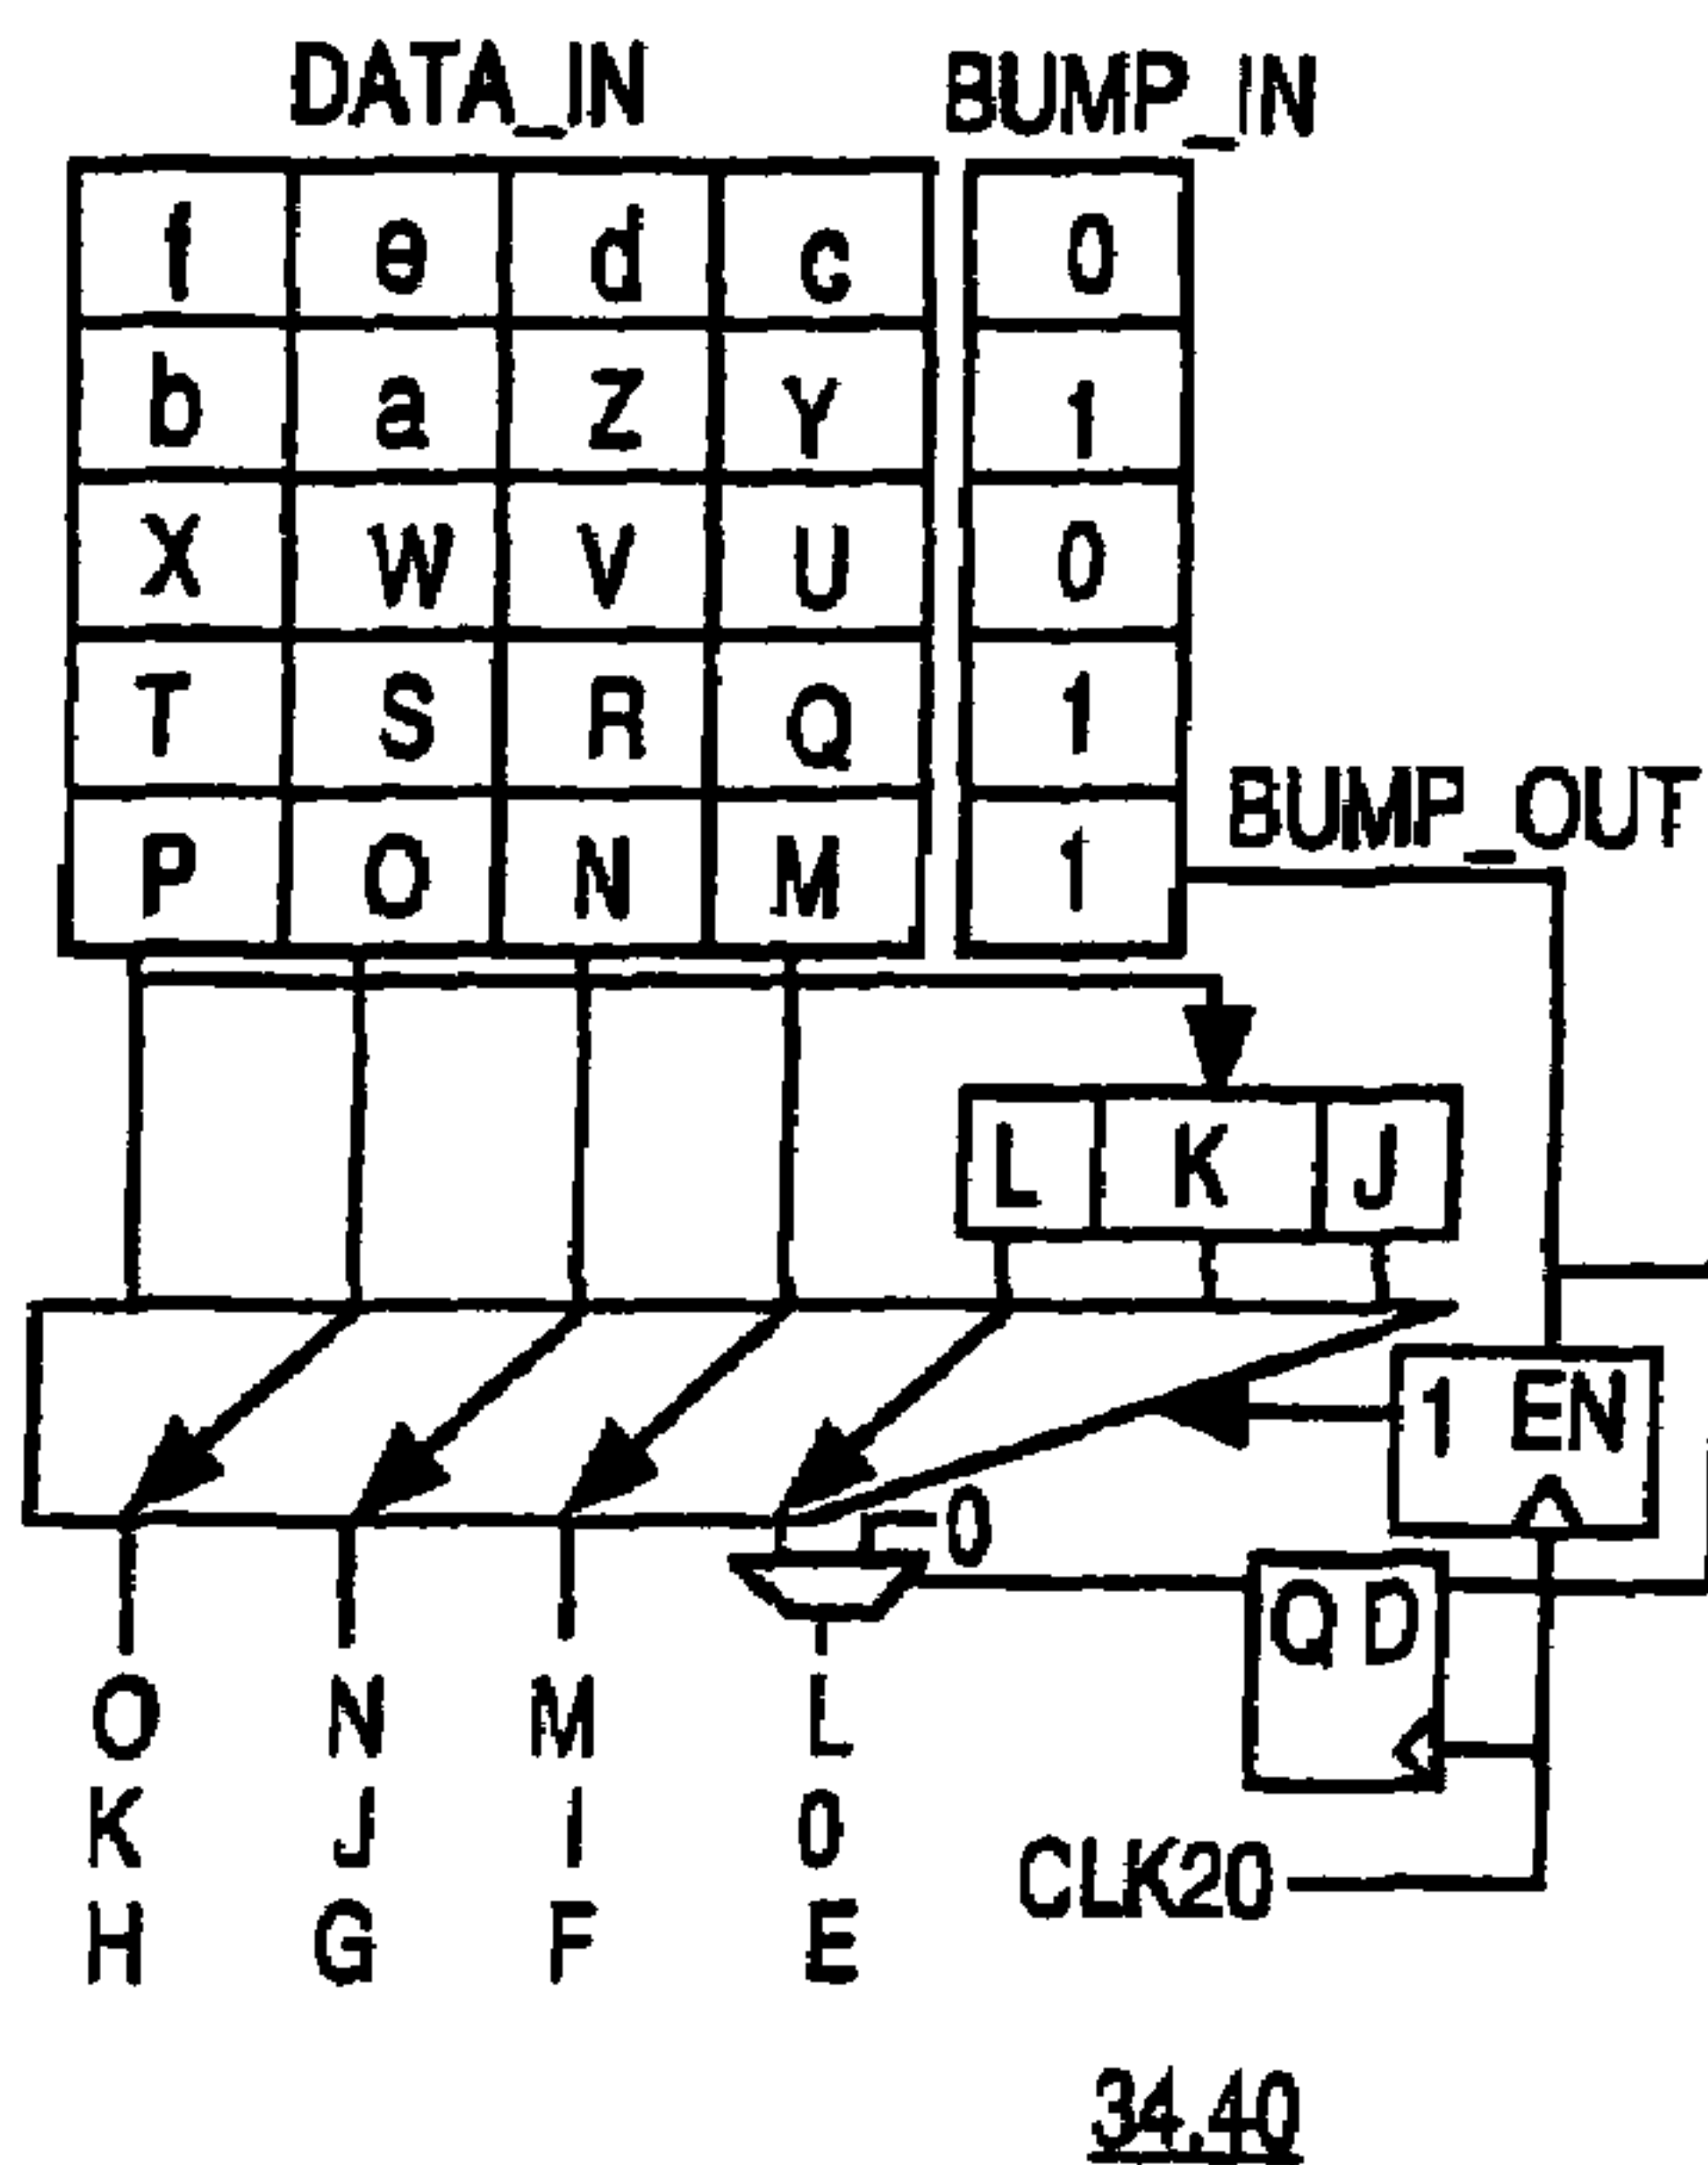 DATA_IN BUMP_IN
f e d c 0
b a Z Y 1
X W V U 0
T S R Q 1
BUMP_OUT
P O N M 1
L K J
1 EN
0
Q D
O N M L
K J I 0
CLK20
H G F E
34,40